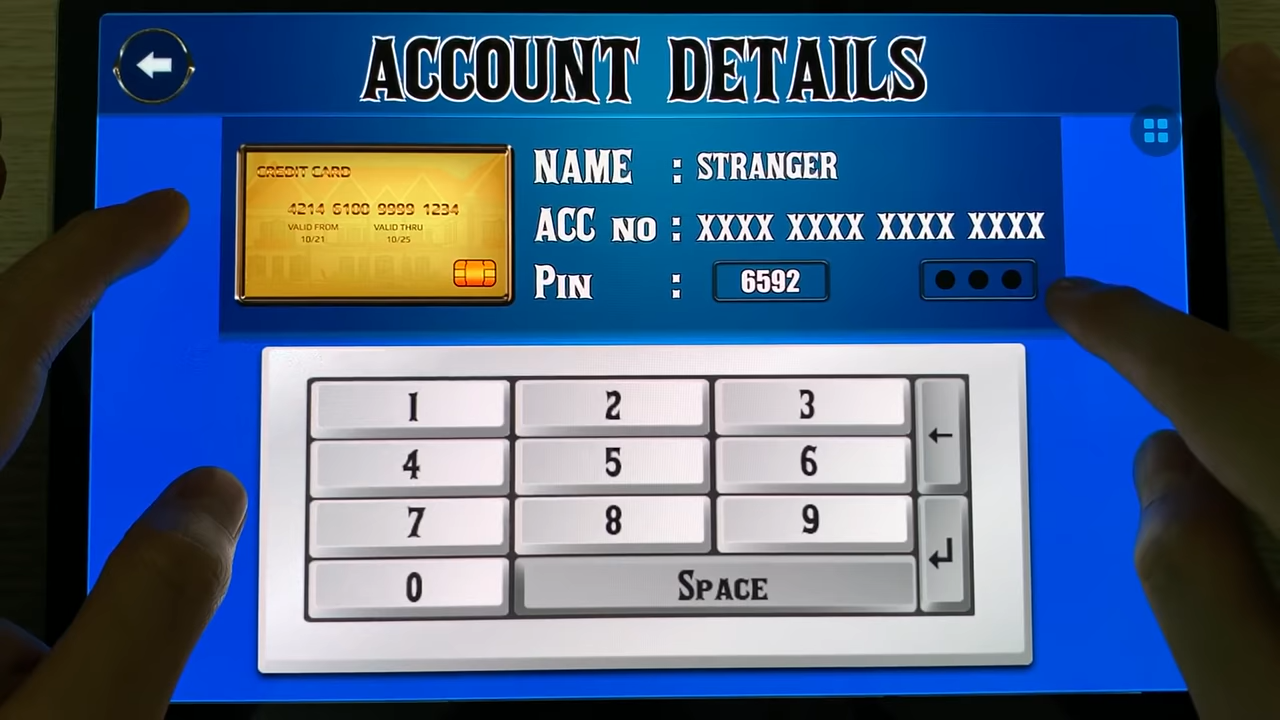 ACCOUNT DETAILS
CREDIT CARD
4214 6100 9999 1234
VALID FROM VALID THRU
10/21 10/25
NAME : STRANGER
ACC NO : XXXX XXXX XXXX XXXX
PIN : 6592
1 2 3
4 5 6
7 8 9
0 SPACE